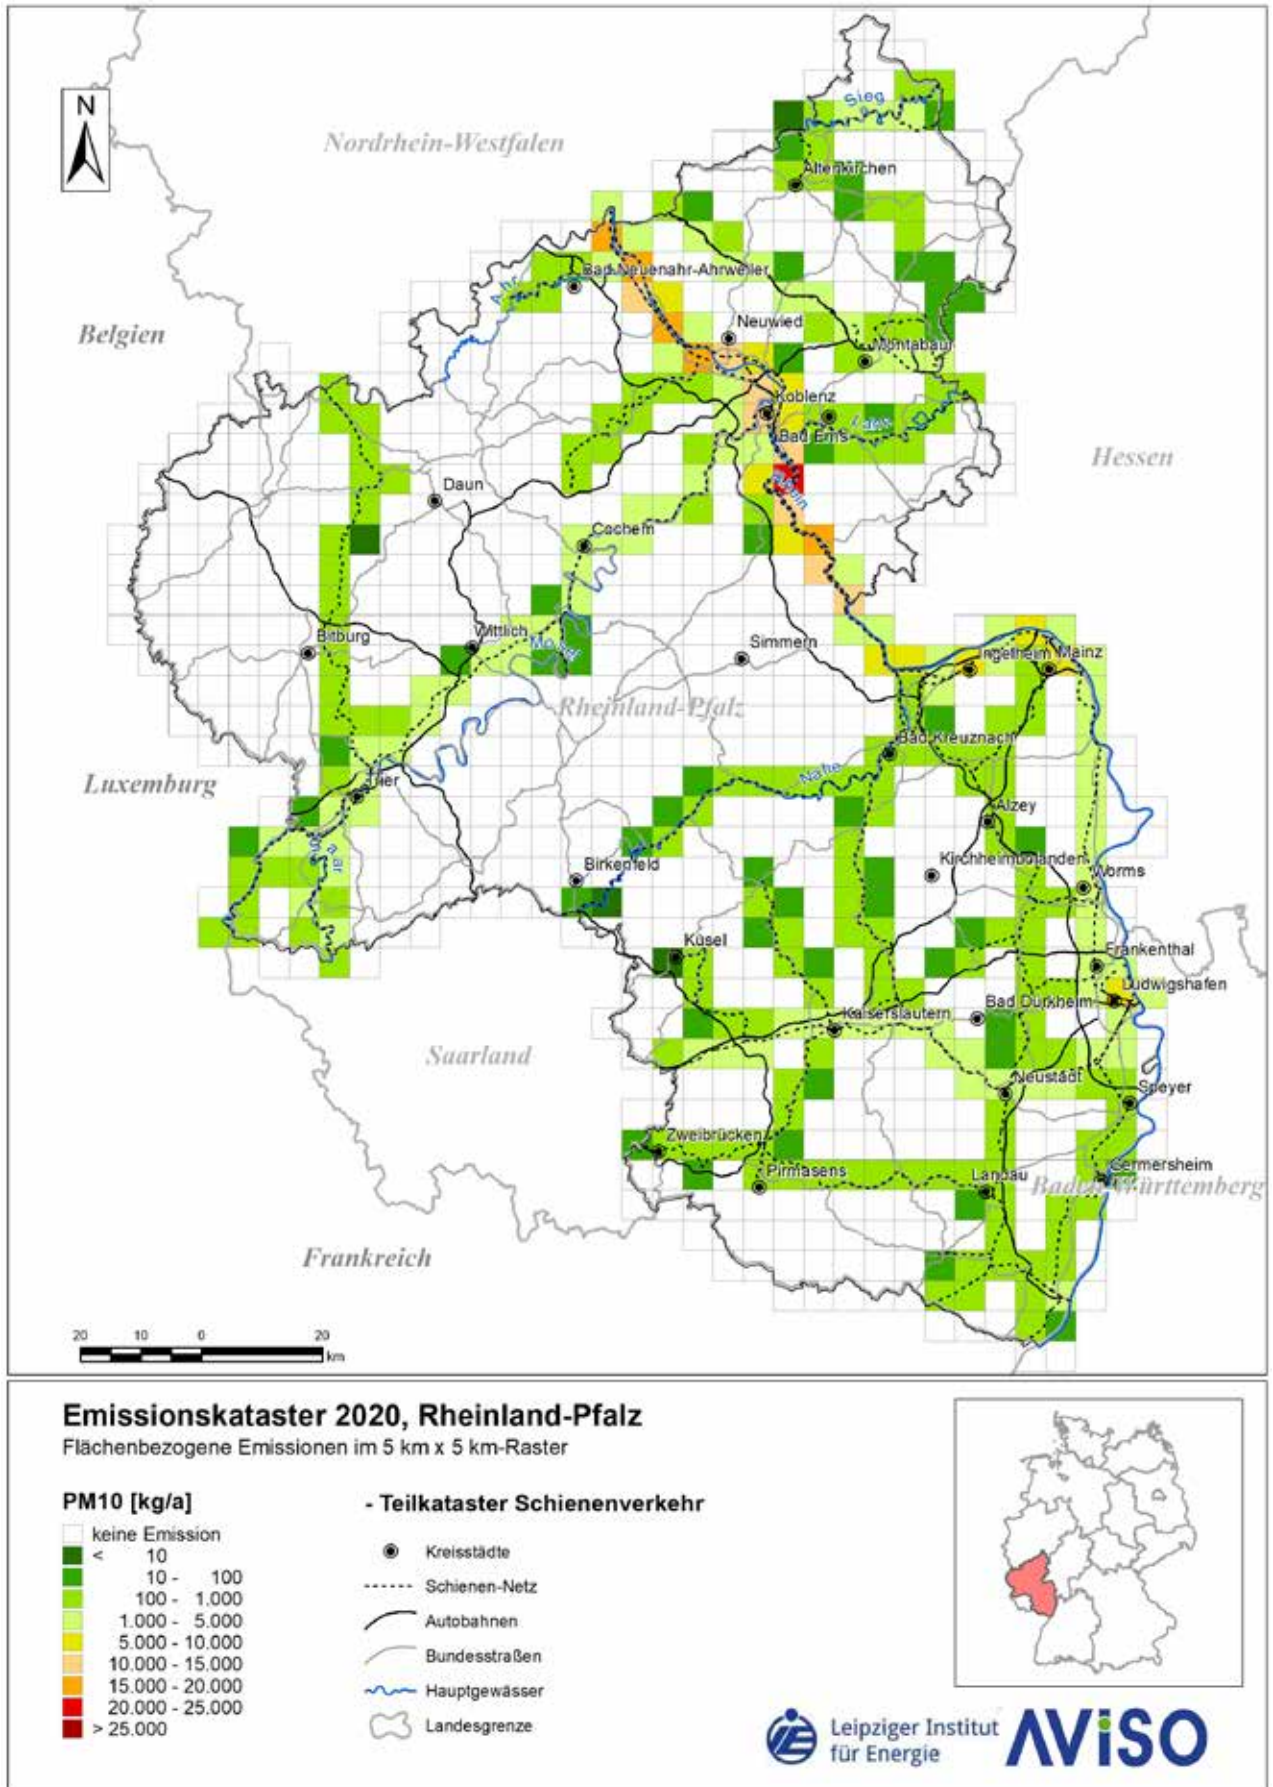 N
Nordrhein-Westfalen
Sieg
Altenkirchen
Bad Neuenahr-Ahrweiler
Ahr
Belgien
Neuwied
Montabaur
Koblenz
Lahn
Bad Ems
Hessen
Daun
Rhein
Cochem
Bitburg
Wittlich
Mosel
Simmern
Ingelheim
Mainz
Rheinland-Pfalz
Bad Kreuznach
Luxemburg
Trier
Nahe
Alzey
Saar
Birkenfeld
Kirchheimbolanden
Worms
Kusel
Frankenthal
Ludwigshafen
Bad Dürkheim
Kaiserslautern
Saarland
Neustadt
Speyer
Zweibrücken
Pirmasens
Landau
Germersheim
Baden-Württemberg
Frankreich
20 10 0 20
km
Emissionskataster 2020, Rheinland-Pfalz
Flächenbezogene Emissionen im 5 km x 5 km-Raster
PM10 [kg/a]
keine Emission
< 10
10 - 100
100 - 1.000
1.000 - 5.000
5.000 - 10.000
10.000 - 15.000
15.000 - 20.000
20.000 - 25.000
> 25.000
- Teilkataster Schienenverkehr
Kreisstädte
Schienen-Netz
Autobahnen
Bundesstraßen
Hauptgewässer
Landesgrenze
Leipziger Institut
für Energie
AVISO